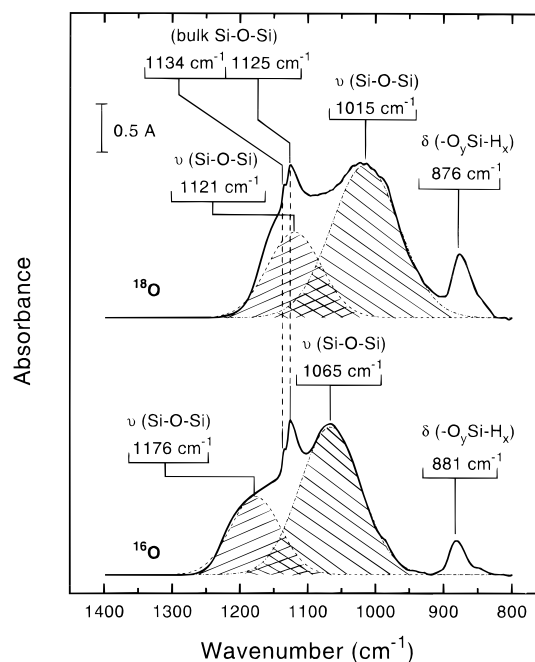 (bulk Si-O-Si)
1134 cm⁻¹ 1125 cm⁻¹
υ (Si-O-Si)
1015 cm⁻¹
0.5 A
δ (-OySi-Hx)
876 cm⁻¹
υ (Si-O-Si)
1121 cm⁻¹
¹⁸O
Absorbance
υ (Si-O-Si)
1065 cm⁻¹
υ (Si-O-Si)
1176 cm⁻¹
δ (-OySi-Hx)
881 cm⁻¹
¹⁶O
1400 1300 1200 1100 1000 900 800
Wavenumber (cm⁻¹)